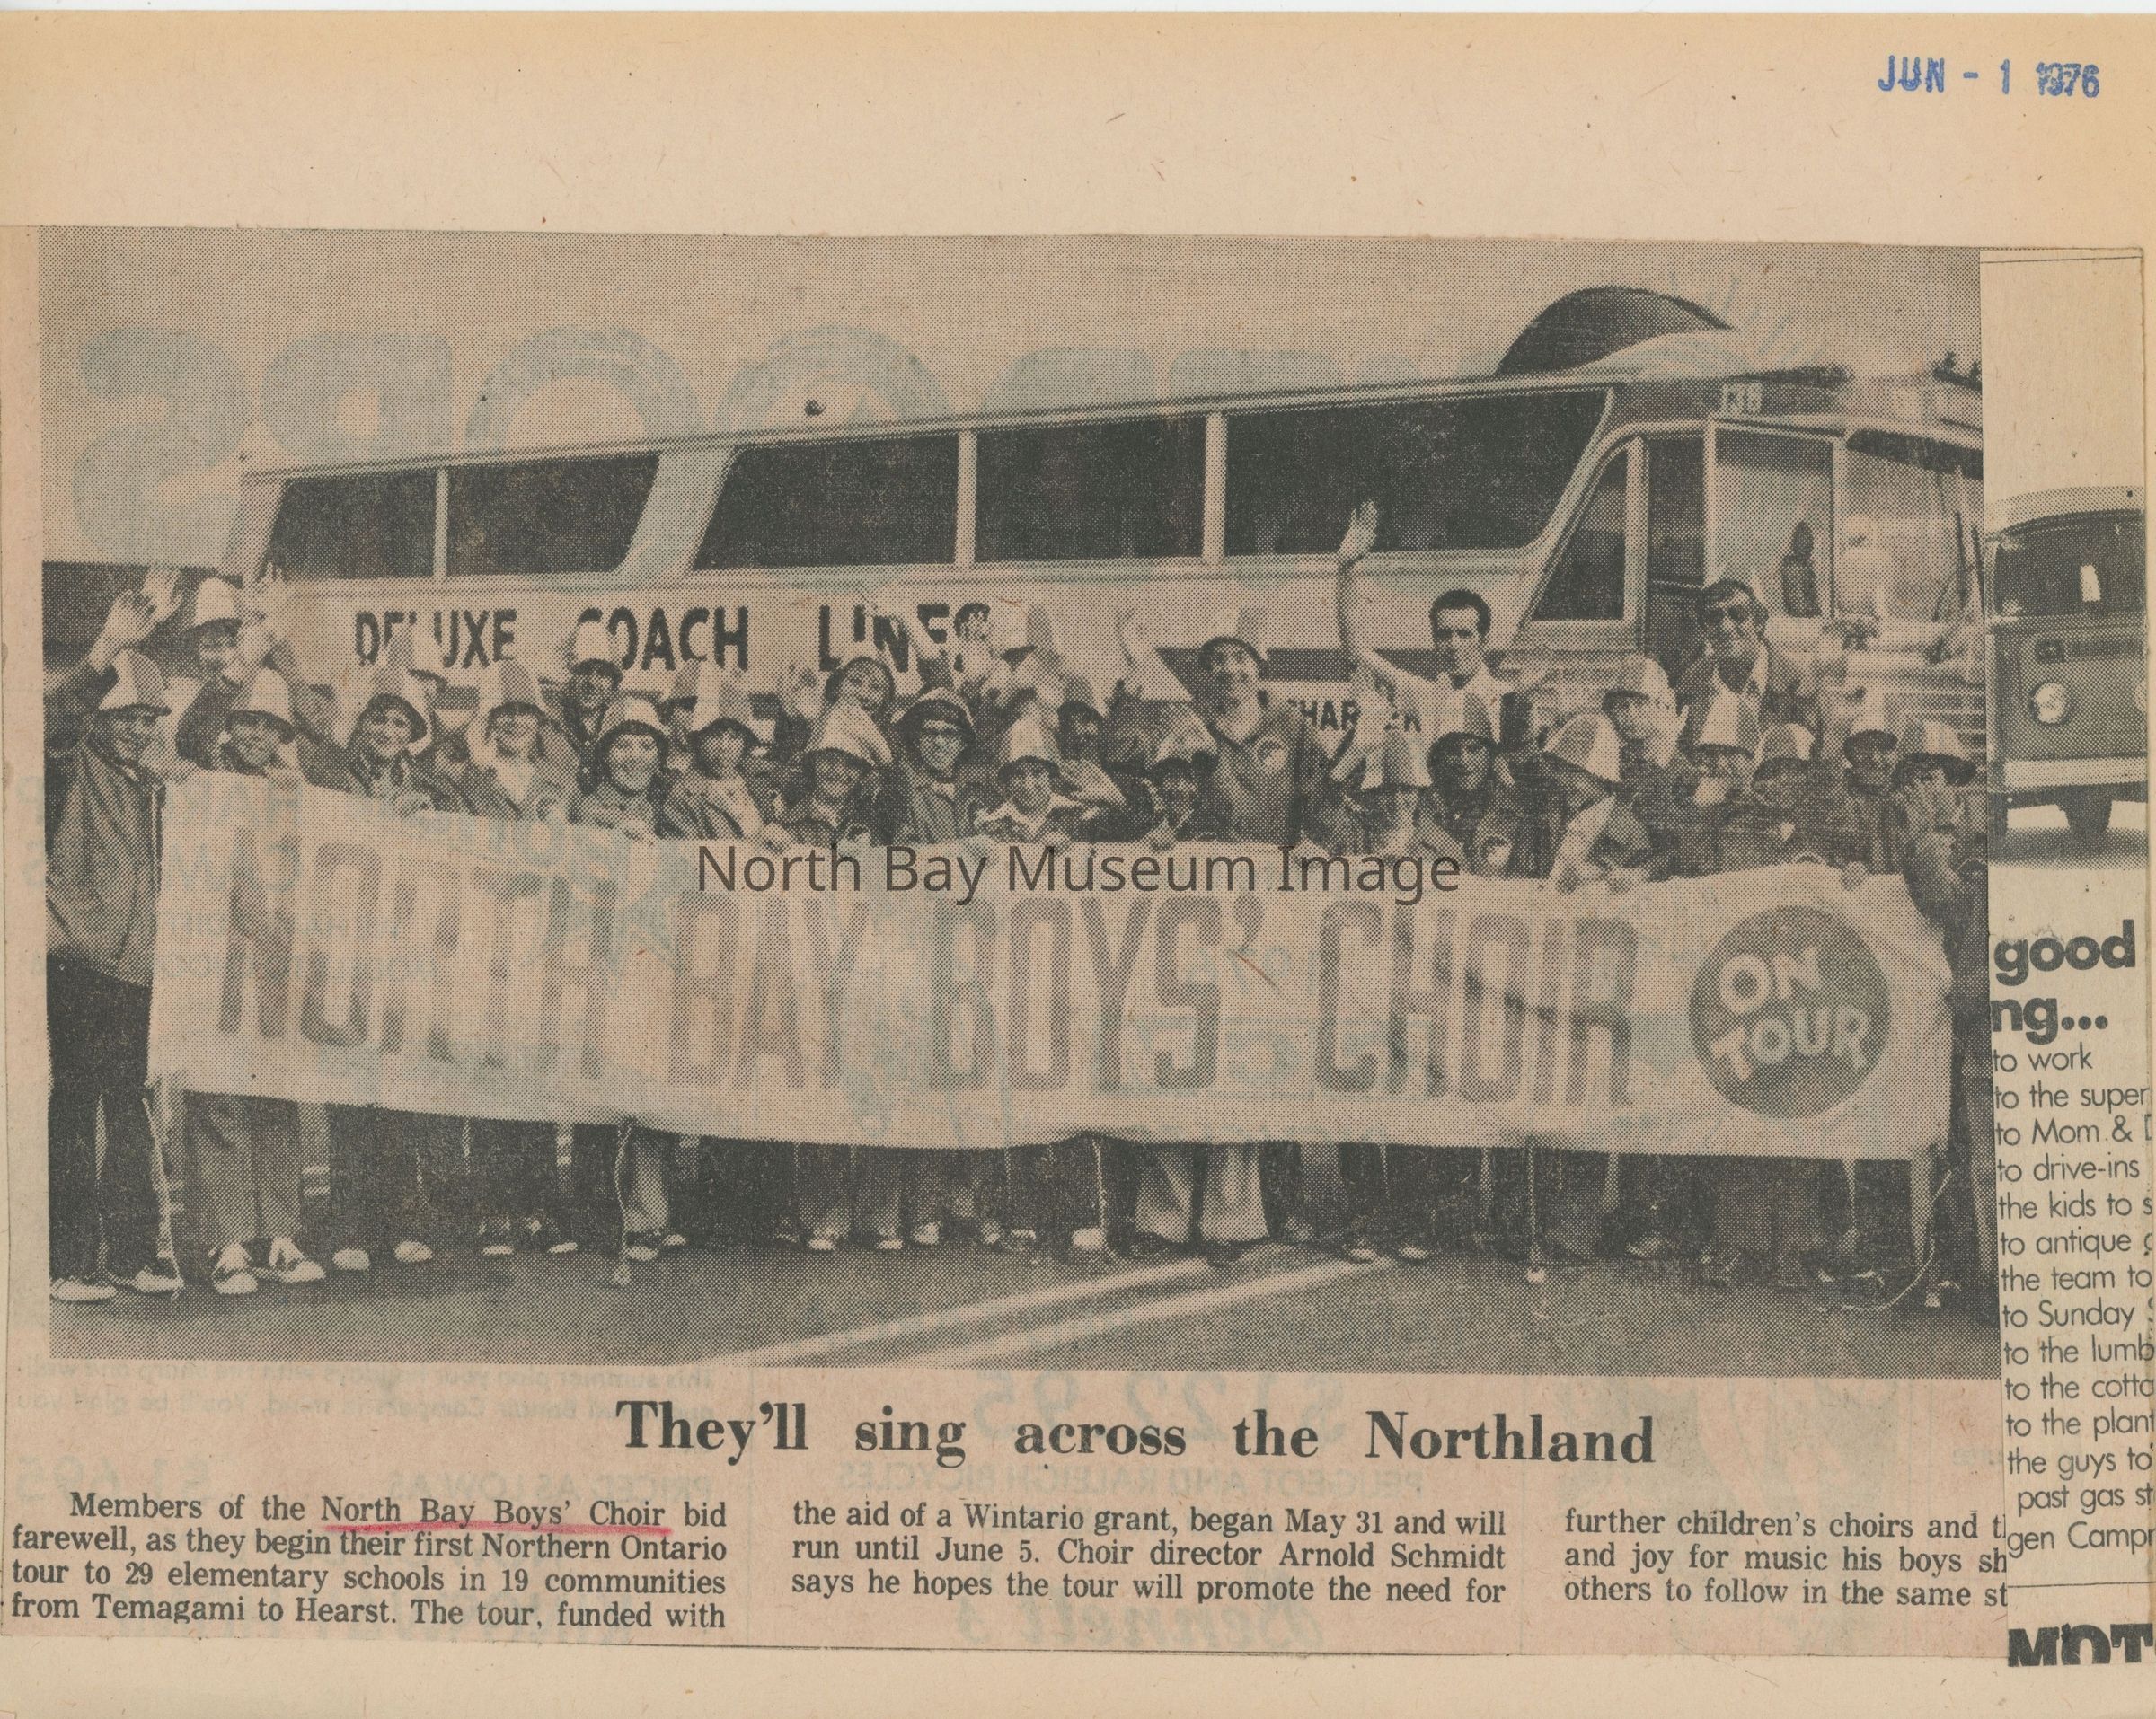 JUN - 1 1976
138
DELUXE COACH LINES
CHARTER
North Bay Museum Image
NORTH BAY BOYS' CHOIR
ON
TOUR
They'll sing across the Northland
Members of the North Bay Boys' Choir bid
farewell, as they begin their first Northern Ontario
tour to 29 elementary schools in 19 communities
from Temagami to Hearst. The tour, funded with
the aid of a Wintario grant, began May 31 and will
run until June 5. Choir director Arnold Schmidt
says he hopes the tour will promote the need for
further children's choirs and
and joy for music his boys sh
others to follow in the same st
good
ng...
to work
to the super
to Mom &
to drive-ins
the kids to s
to antique
the team to
to Sunday
to the lumb
to the cotta
to the plant
the guys to
past gas st
gen Camp
MOT